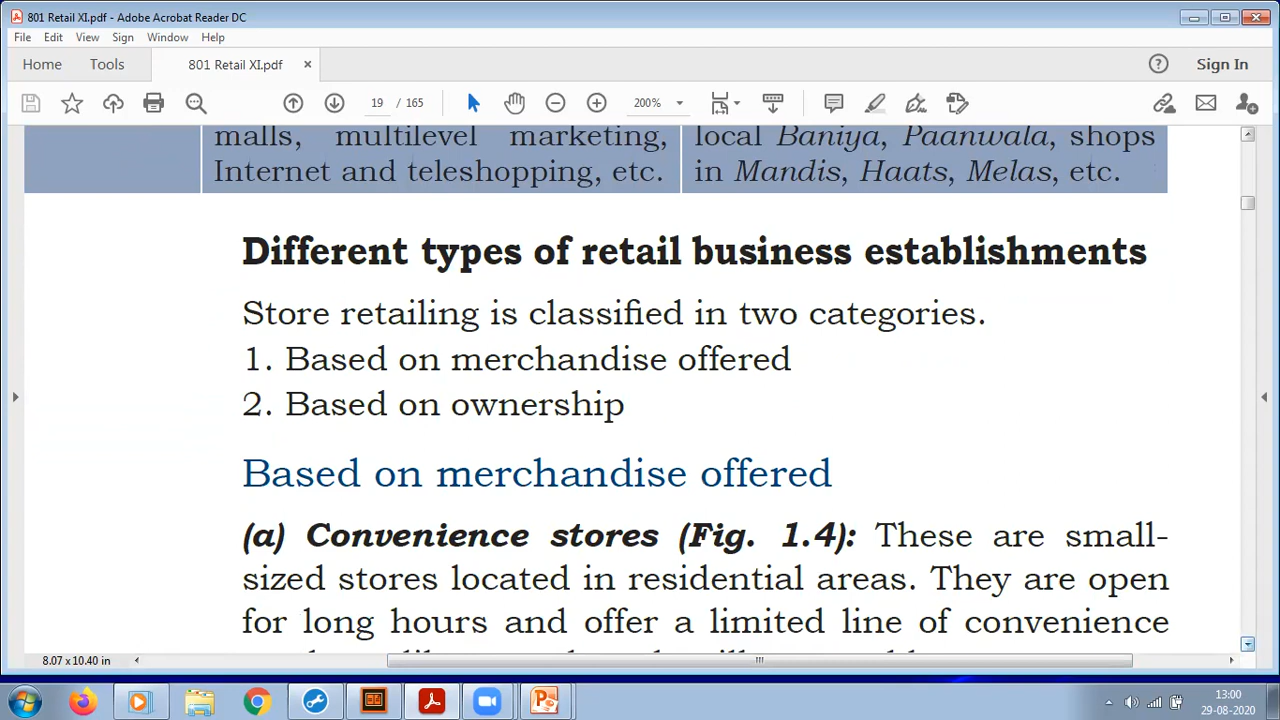 801 Retail XI.pdf - Adobe Acrobat Reader DC
File Edit View Sign Window Help
Home Tools 801 Retail XI.pdf × Sign In
19 / 165 200%
malls, multilevel marketing,
Internet and teleshopping, etc.
local Baniya, Paanwala, shops
in Mandis, Haats, Melas, etc.
Different types of retail business establishments
Store retailing is classified in two categories.
1. Based on merchandise offered
2. Based on ownership
Based on merchandise offered
(a) Convenience stores (Fig. 1.4): These are small-
sized stores located in residential areas. They are open
for long hours and offer a limited line of convenience
8.07 x 10.40 in
13:00
29-08-2020